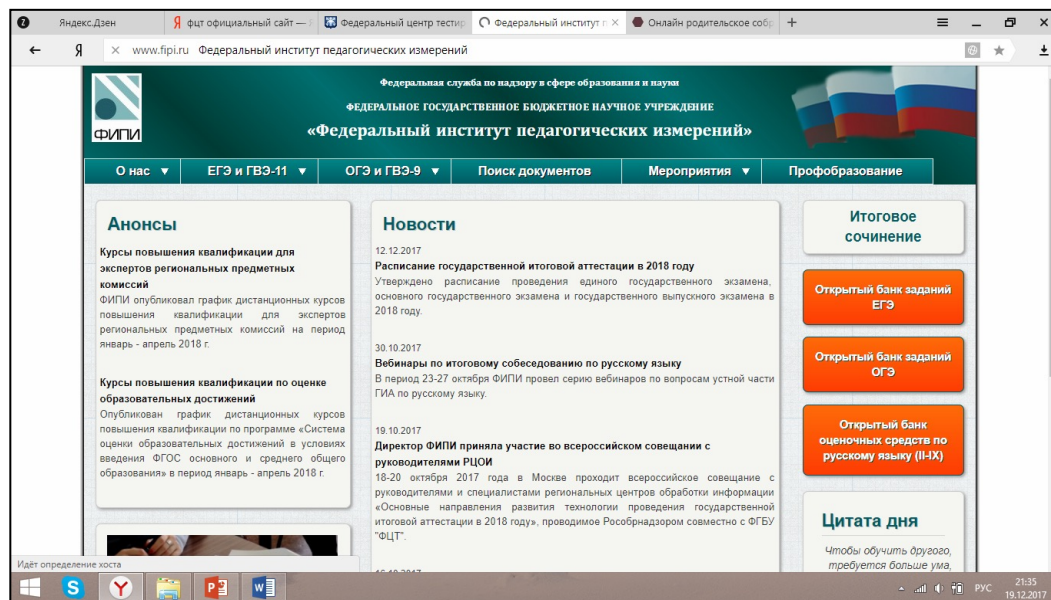 Яндекс.Дзен
фцт официальный сайт —
Федеральный центр тестир
Федеральный институт п
Онлайн родительское соб
www.fipi.ru Федеральный институт педагогических измерений
ФИПИ
Федеральная служба по надзору в сфере образования и науки
ФЕДЕРАЛЬНОЕ ГОСУДАРСТВЕННОЕ БЮДЖЕТНОЕ НАУЧНОЕ УЧРЕЖДЕНИЕ
«Федеральный институт педагогических измерений»
О нас
ЕГЭ и ГВЭ-11
ОГЭ и ГВЭ-9
Поиск документов
Мероприятия
Профобразование
Анонсы
Курсы повышения квалификации для
экспертов региональных предметных
комиссий
ФИПИ опубликовал график дистанционных курсов
повышения квалификации для экспертов
региональных предметных комиссий на период
январь - апрель 2018 г.
Курсы повышения квалификации по оценке
образовательных достижений
Опубликован график дистанционных курсов
повышения квалификации по программе «Система
оценки образовательных достижений в условиях
введения ФГОС основного и среднего общего
образования» в период январь - апрель 2018 г.
Новости
12.12.2017
Расписание государственной итоговой аттестации в 2018 году
Утверждено расписание проведения единого государственного экзамена,
основного государственного экзамена и государственного выпускного экзамена в
2018 году.
30.10.2017
Вебинары по итоговому собеседованию по русскому языку
В период 23-27 октября ФИПИ провел серию вебинаров по вопросам устной части
ГИА по русскому языку.
19.10.2017
Директор ФИПИ приняла участие во всероссийском совещании с
руководителями РЦОИ
18-20 октября 2017 года в Москве проходит всероссийское совещание с
руководителями и специалистами региональных центров обработки информации
«Основные направления развития технологии проведения государственной
итоговой аттестации в 2018 году», проводимое Рособрнадзором совместно с ФГБУ
"ФЦТ".
Итоговое
сочинение
Открытый банк заданий
ЕГЭ
Открытый банк заданий
ОГЭ
Открытый банк
оценочных средств по
русскому языку (II-IX)
Цитата дня
Чтобы обучить другого,
требуется больше ума,
Идёт определение хоста
РУС
21:35
19.12.2017